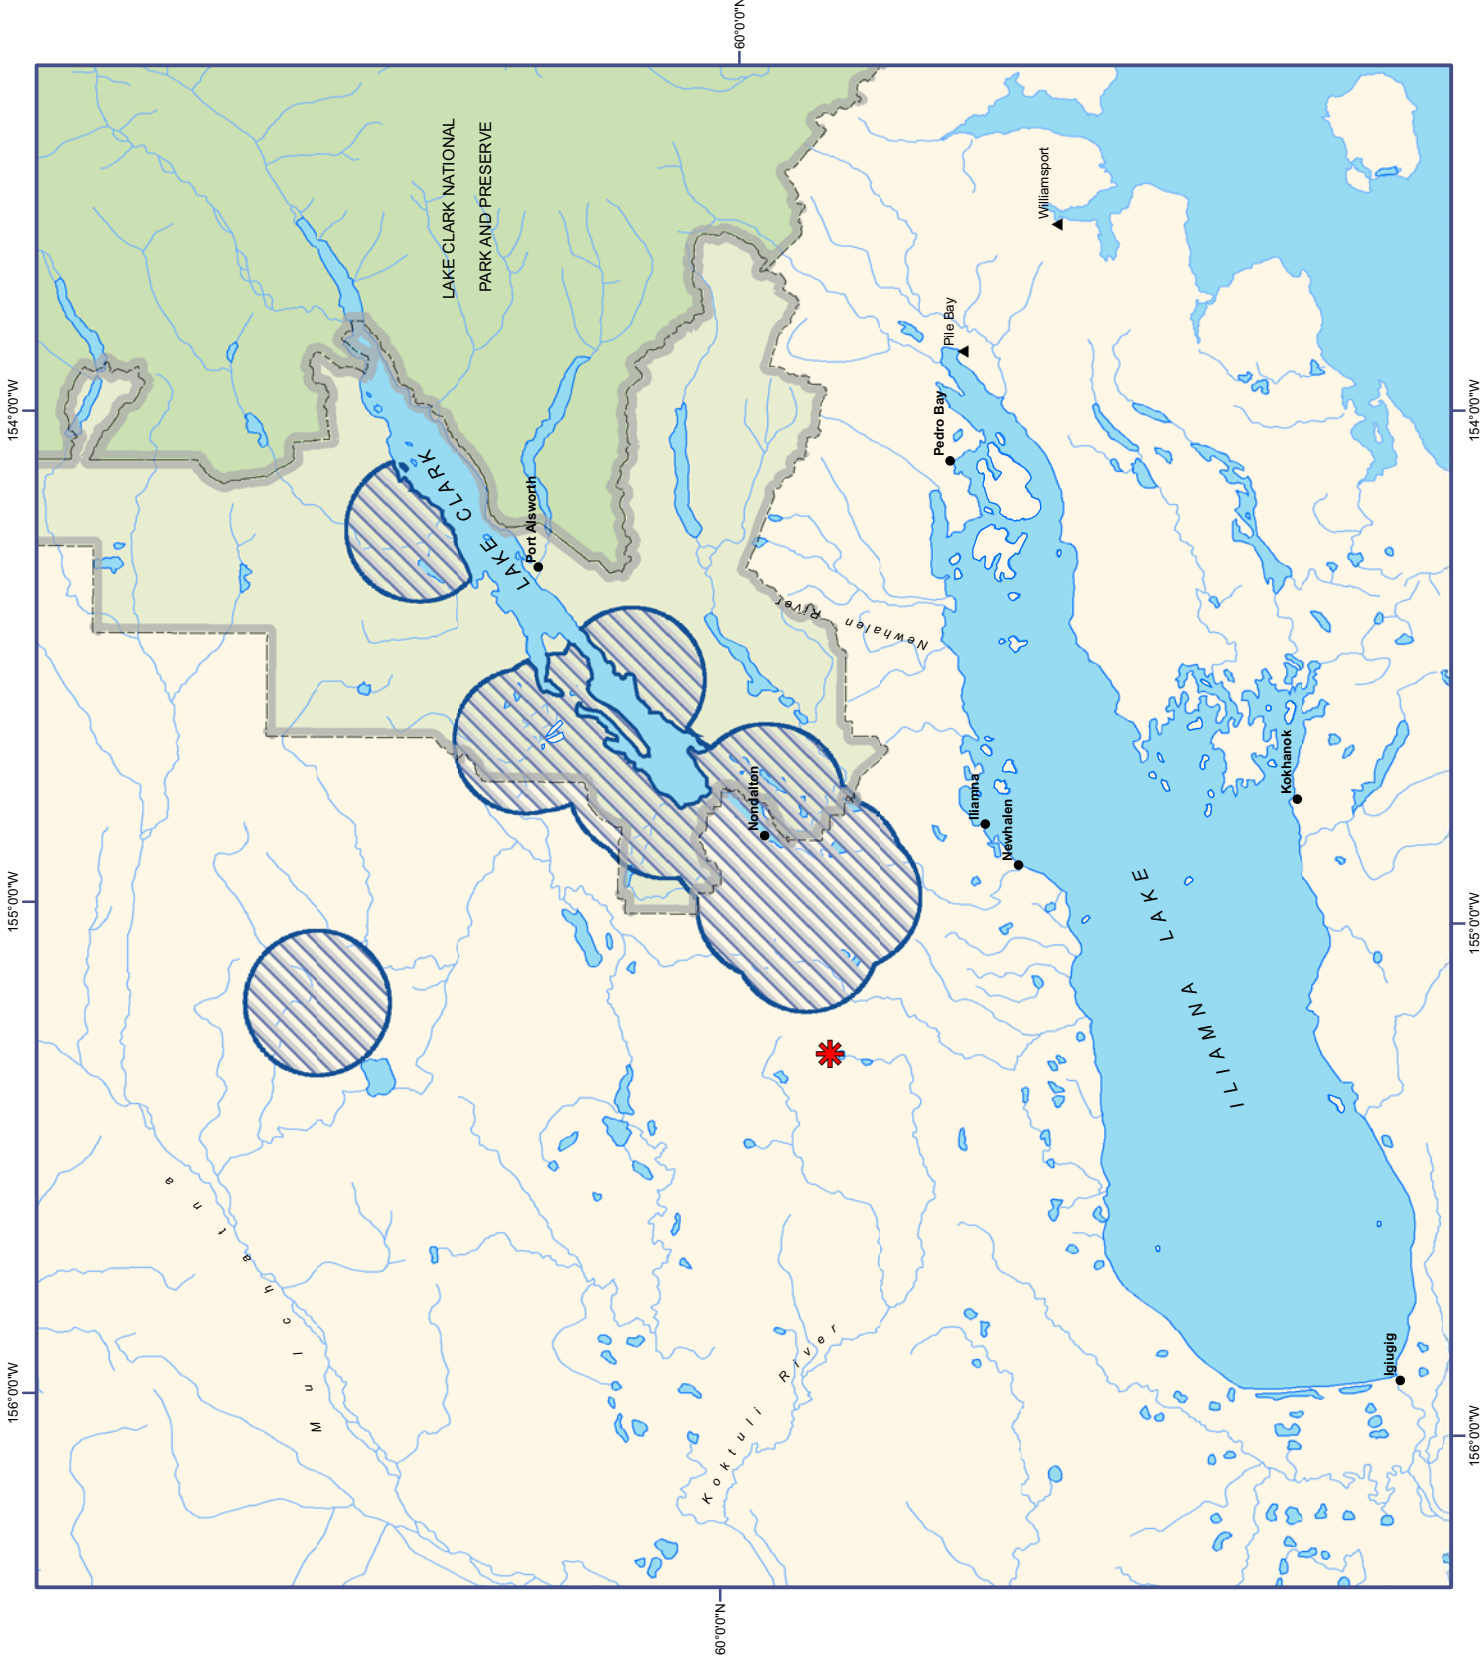 60°0'0"N
154°0'0"W
155°0'0"W
156°0'0"W
LAKE CLARK NATIONAL
PARK AND PRESERVE
Williamsport
Pile Bay
Pedro Bay
LAKE CLARK
Port Alsworth
Newhalen River
Nondalton
Iliamna
Newhalen
Kokhanok
ILIAMNA LAKE
Mulchatna
Koktuli River
Igiugig
154°0'0"W
155°0'0"W
156°0'0"W
60°0'0"N